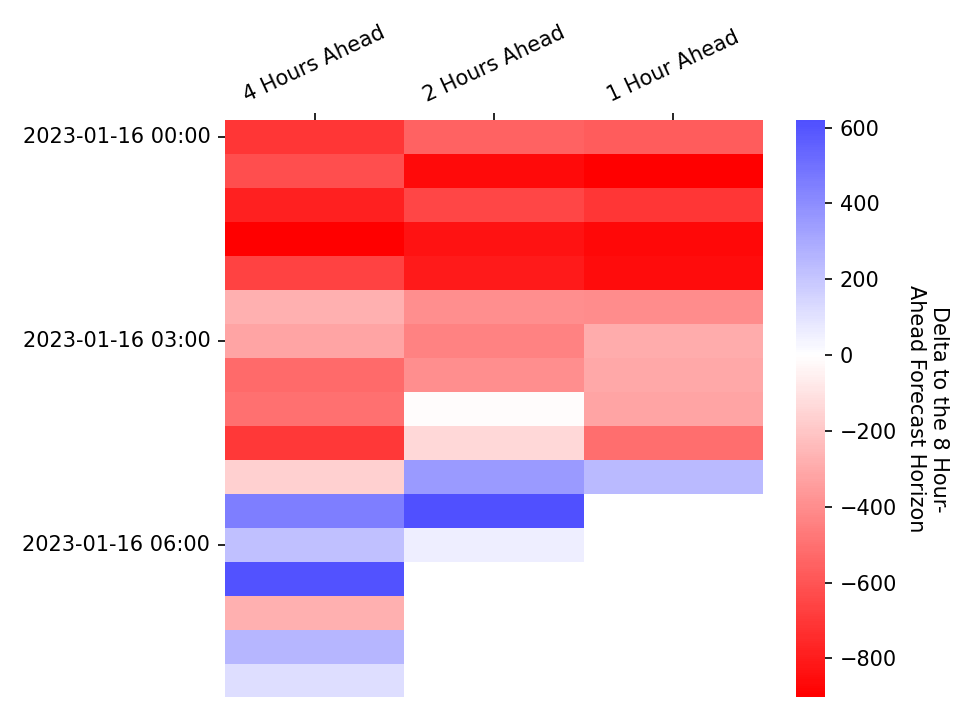 4 Hours Ahead
2 Hours Ahead
1 Hour Ahead
2023-01-16 00:00
2023-01-16 03:00
2023-01-16 06:00
600
400
200
0
−200
−400
−600
−800
Delta to the 8 Hour-
Ahead Forecast Horizon